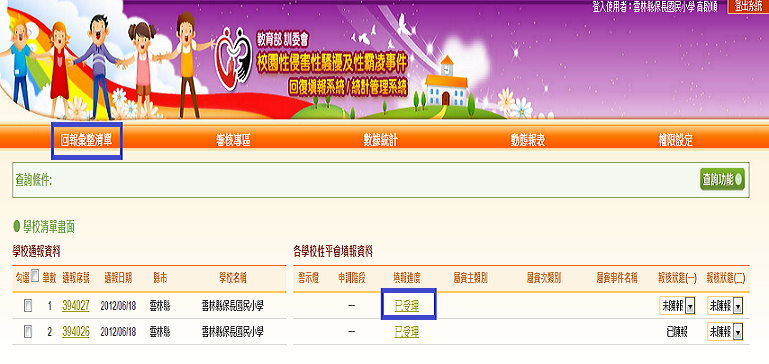 登入使用者：雲林縣保長國民小學 登出系統
教育部 訓委會
校園性侵害性騷擾及性霸凌事件
回復填報系統 / 統計管理系統
回報彙整清單 審核專區 數據統計 動態報表 權限設定
查詢條件: 查詢功能
學校清單畫面
學校通報資料 各學校性平會填報資料
勾選 筆數 通報序號 通報日期 縣市 學校名稱 警示燈 申調階段 填報進度 屬實主類別 屬實次類別 屬實事件名稱 報核狀態(一) 報核狀態(二)
1 394027 2012/06/18 雲林縣 雲林縣保長國民小學 -- 已受理 未陳報 未陳報
2 394026 2012/06/18 雲林縣 雲林縣保長國民小學 -- 已受理 已陳報 未陳報